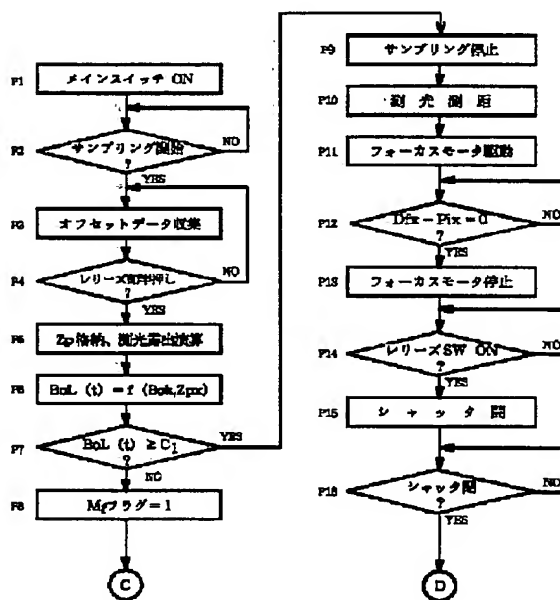 P1
メインスイッチ ON
P2
サンプリング開始
?
NO
YES
P3
オフセットデータ収集
P4
レリーズ釦半押し
?
NO
YES
P5
Zp格納、測光露出演算
P6
BoL (t) = f (Bok,Zpx)
P7
BoL (t) ≧ C1
?
YES
NO
P8
Mfフラグ = 1
C
P9
サンプリング停止
P10
測 光 測 距
P11
フォーカスモータ駆動
P12
Dfx − Pix = 0
?
NO
YES
P13
フォーカスモータ停止
P14
レリーズSW ON
?
NO
YES
P15
シ ャ ッ タ 開
P16
シャッタ閉
?
NO
YES
D